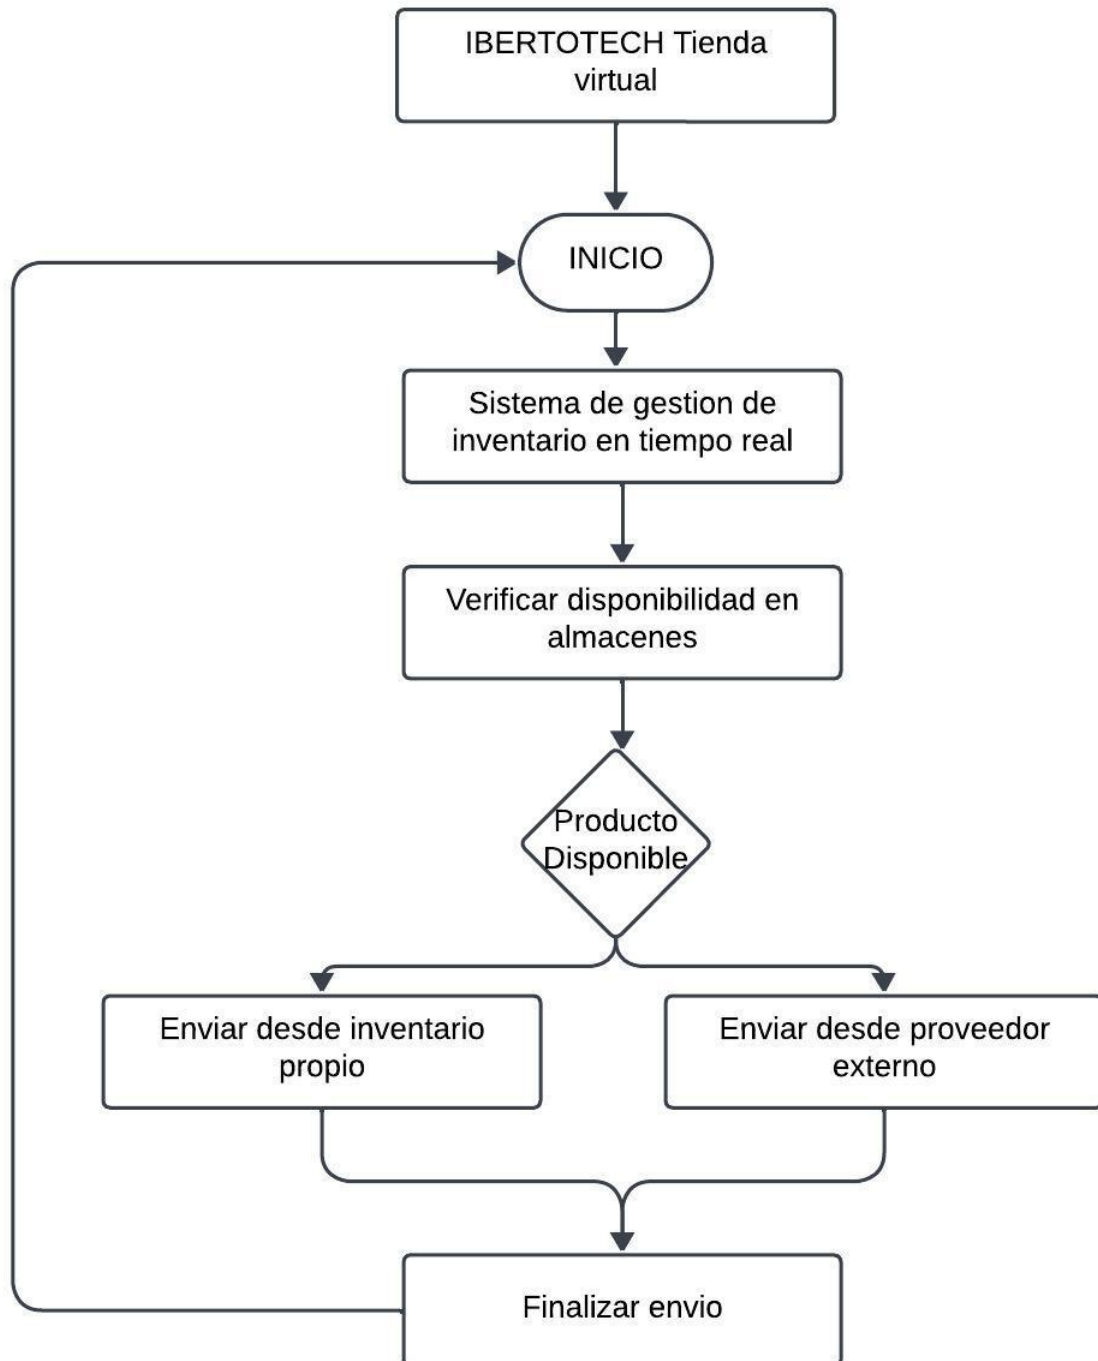 IBERTOTECH Tienda
virtual
INICIO
Sistema de gestion de
inventario en tiempo real
Verificar disponibilidad en
almacenes
Producto
Disponible
Enviar desde inventario
propio
Enviar desde proveedor
externo
Finalizar envio